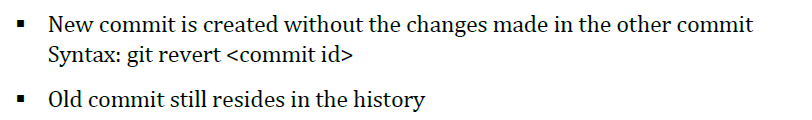 ▪ New commit is created without the changes made in the other commit
Syntax: git revert <commit id>
▪ Old commit still resides in the history